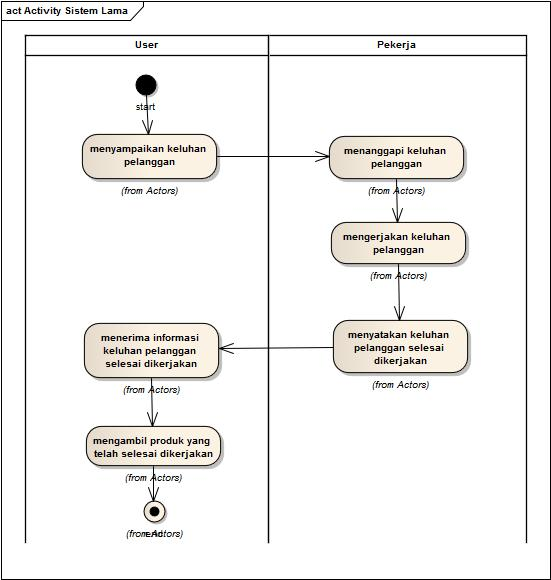 act Activity Sistem Lama
User
Pekerja
start
menyampaikan keluhan
pelanggan
(from Actors)
menanggapi keluhan
pelanggan
(from Actors)
mengerjakan keluhan
pelanggan
(from Actors)
menyatakan keluhan
pelanggan selesai
dikerjakan
(from Actors)
menerima informasi
keluhan pelanggan
selesai dikerjakan
(from Actors)
mengambil produk yang
telah selesai dikerjakan
(from Actors)
(from Actors)